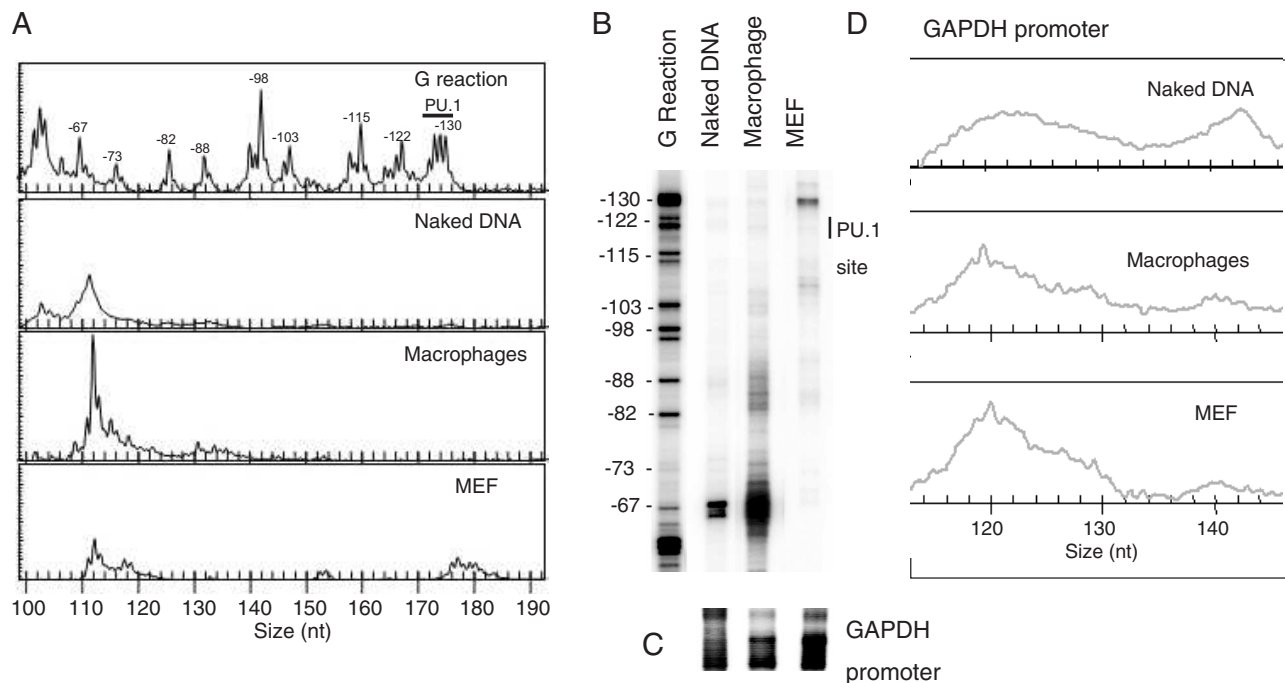 A
G reaction
-67
-73
-82
-88
-98
-103
-115
-122
PU.1
-130
Naked DNA
Macrophages
MEF
100 110 120 130 140 150 160 170 180 190
Size (nt)
B
G Reaction
Naked DNA
Macrophage
MEF
-130 -
-122 -
-115 -
-103 -
-98 -
-88 -
-82 -
-73 -
-67 -
PU.1
site
C
GAPDH
promoter
D
GAPDH promoter
Naked DNA
Macrophages
MEF
120 130 140
Size (nt)